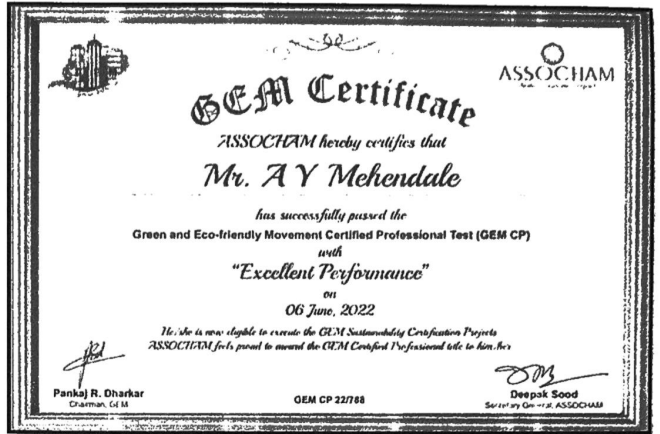 ASSOCHAM
GEM Certificate
ASSOCHAM hereby certifies that
Mr. A Y Mehendale
has successfully passed the
Green and Eco-friendly Movement Certified Professional Test (GEM CP)
with
"Excellent Performance"
on
06 June, 2022
He/she is now eligible to execute the GEM Sustainability Certification Projects
ASSOCHAM feels proud to award the GEM Certified Professional title to him/her
Pankaj R. Dharkar
Chairman, GEM
GEM CP 22/788
Deepak Sood
Secretary General, ASSOCHAM